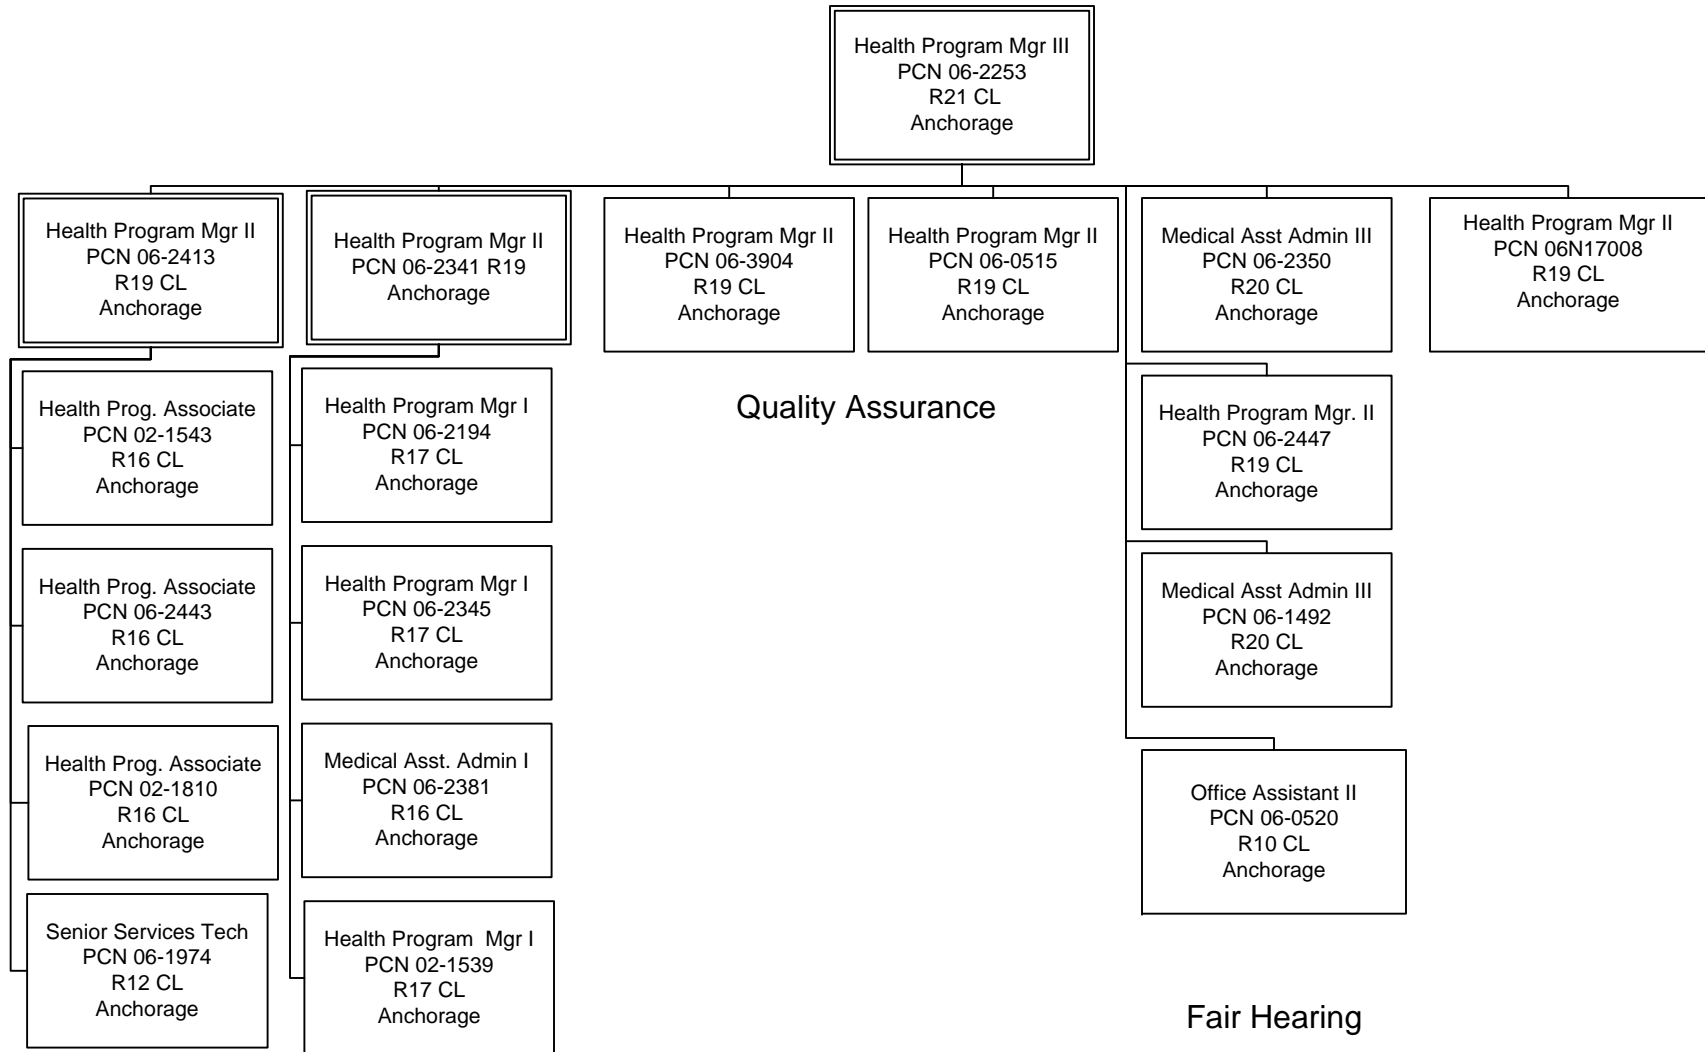 Health Program Mgr III
PCN 06-2253
R21 CL
Anchorage
Health Program Mgr II
PCN 06-2413
R19 CL
Anchorage
Health Program Mgr II
PCN 06-2341 R19
Anchorage
Health Program Mgr II
PCN 06-3904
R19 CL
Anchorage
Health Program Mgr II
PCN 06-0515
R19 CL
Anchorage
Medical Asst Admin III
PCN 06-2350
R20 CL
Anchorage
Health Program Mgr II
PCN 06N17008
R19 CL
Anchorage
Health Prog. Associate
PCN 02-1543
R16 CL
Anchorage
Health Program Mgr I
PCN 06-2194
R17 CL
Anchorage
Quality Assurance
Health Program Mgr. II
PCN 06-2447
R19 CL
Anchorage
Health Prog. Associate
PCN 06-2443
R16 CL
Anchorage
Health Program Mgr I
PCN 06-2345
R17 CL
Anchorage
Medical Asst Admin III
PCN 06-1492
R20 CL
Anchorage
Health Prog. Associate
PCN 02-1810
R16 CL
Anchorage
Medical Asst. Admin I
PCN 06-2381
R16 CL
Anchorage
Office Assistant II
PCN 06-0520
R10 CL
Anchorage
Senior Services Tech
PCN 06-1974
R12 CL
Anchorage
Health Program  Mgr I
PCN 02-1539
R17 CL
Anchorage
Fair Hearing